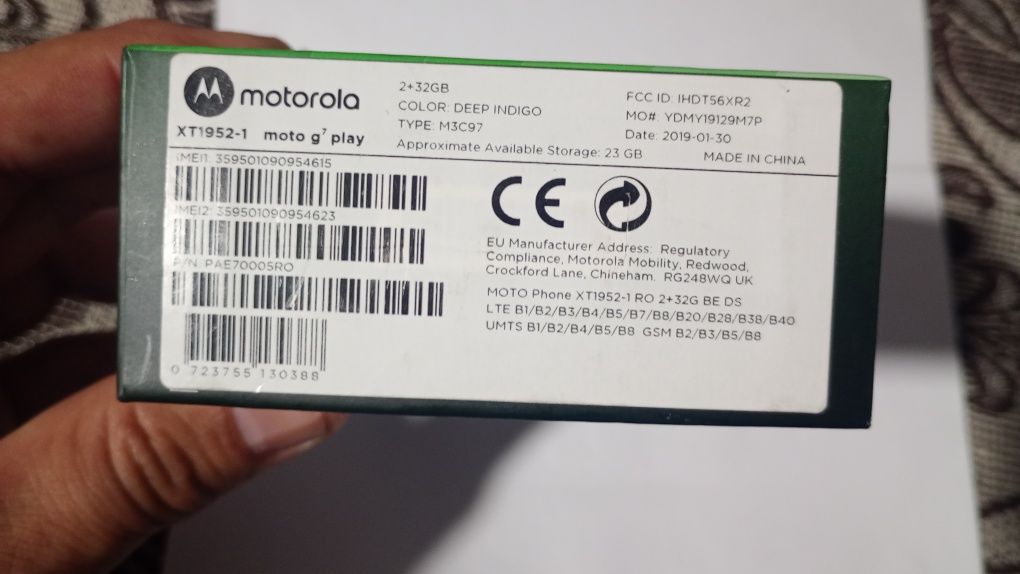 motorola
XT1952-1 moto g⁷ play
2+32GB
COLOR: DEEP INDIGO
TYPE: M3C97
Approximate Available Storage: 23 GB
FCC ID: IHDT56XR2
MO#: YDMY19129M7P
Date: 2019-01-30
MADE IN CHINA
IMEI1: 359501090954615
IMEI2: 359501090954623
P/N: PAE70005RO
0 723755 130388
CE
EU Manufacturer Address: Regulatory
Compliance, Motorola Mobility, Redwood,
Crockford Lane, Chineham. RG248WQ UK
MOTO Phone XT1952-1 RO 2+32G BE DS
LTE B1/B2/B3/B4/B5/B7/B8/B20/B28/B38/B40
UMTS B1/B2/B4/B5/B8 GSM B2/B3/B5/B8